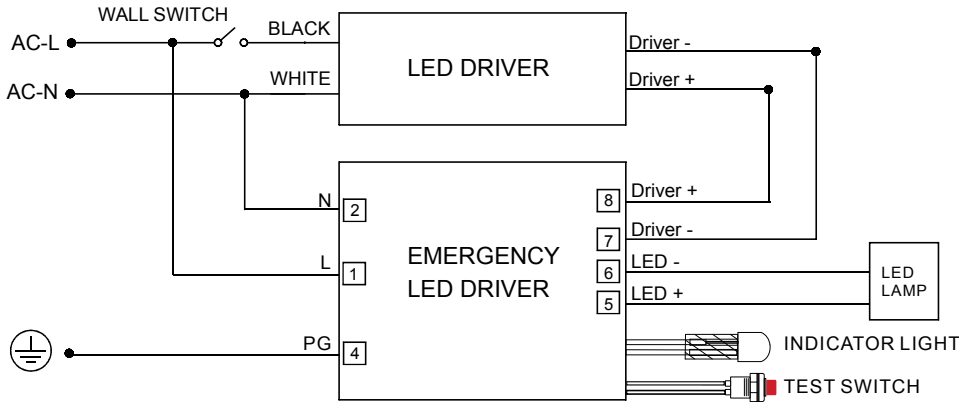 WALL SWITCH
AC-L
BLACK
LED DRIVER
Driver -
AC-N
WHITE
Driver +
N
2
8
Driver +
7
Driver -
L
1
EMERGENCY
LED DRIVER
6
LED -
5
LED +
LED
LAMP
PG
4
INDICATOR LIGHT
TEST SWITCH